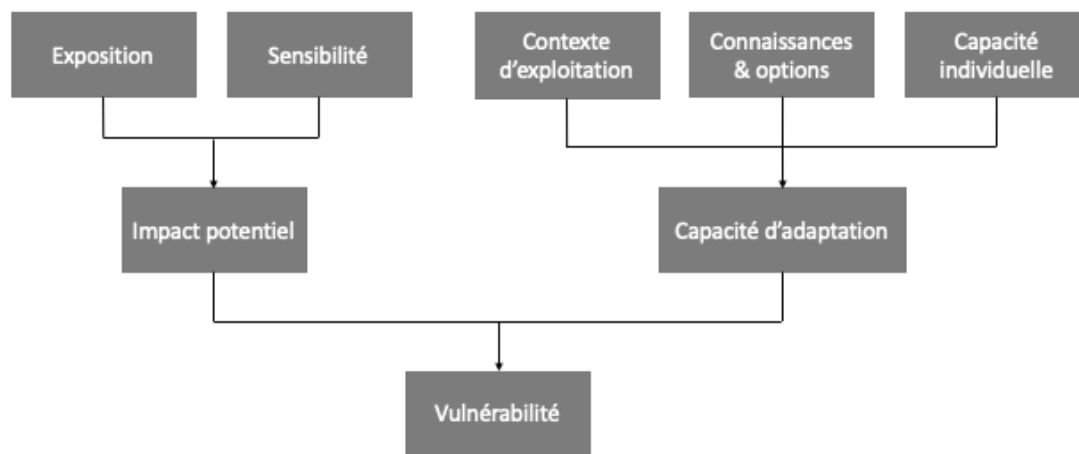 Exposition
Sensibilité
Contexte
d'exploitation
Connaissances
& options
Capacité
individuelle
Impact potentiel
Capacité d'adaptation
Vulnérabilité